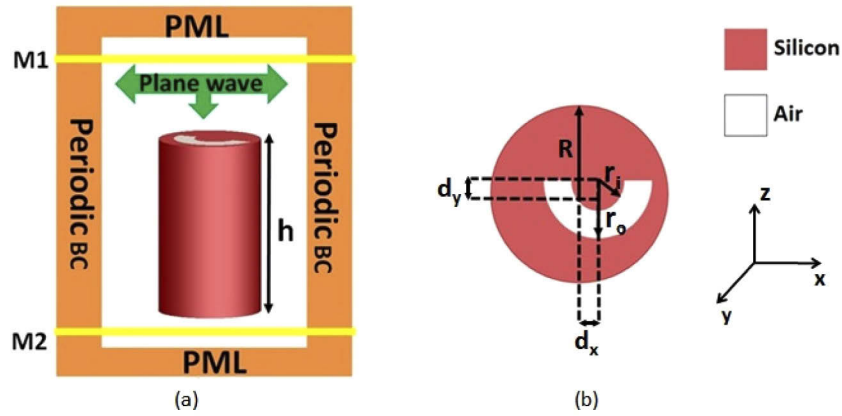 PML
M1
Plane wave
Periodic BC
Periodic BC
h
M2
PML
(a)
R
r_i
d_y
r_o
d_x
(b)
Silicon
Air
z
x
y